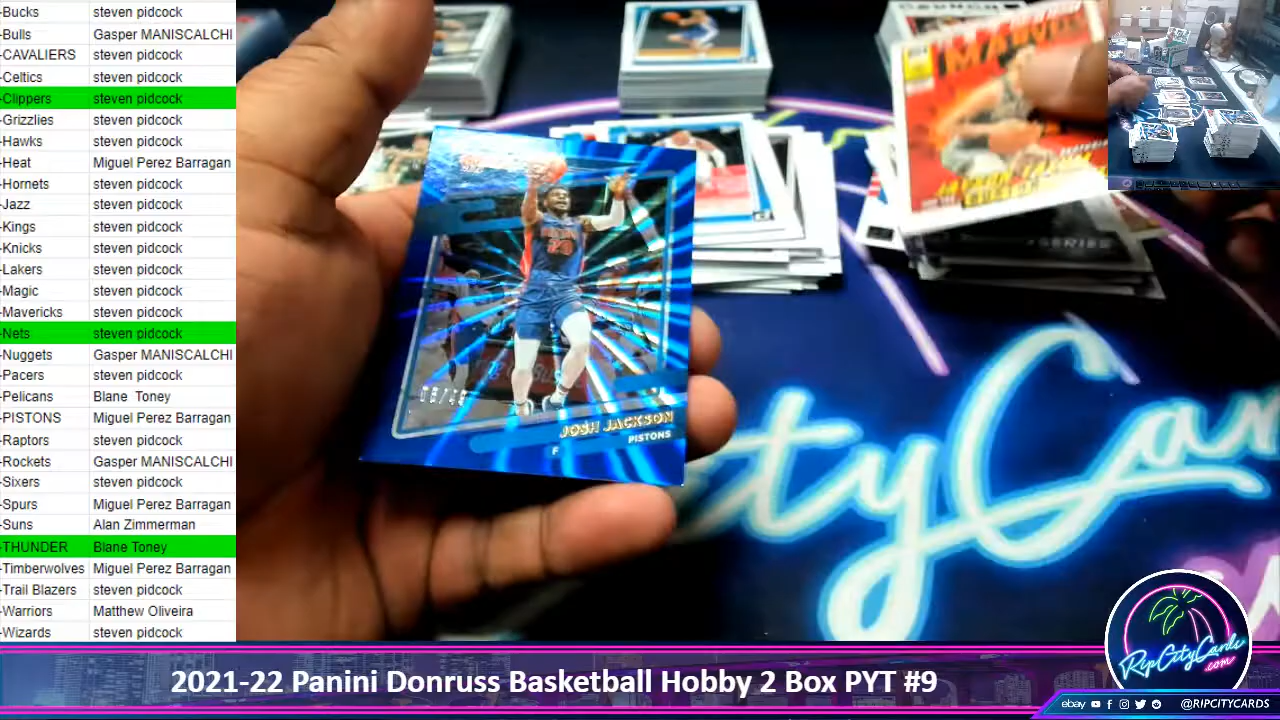 -Bucks steven pidcock
-Bulls Gasper MANISCALCHI
-CAVALIERS steven pidcock
-Celtics steven pidcock
-Clippers steven pidcock
-Grizzlies steven pidcock
-Hawks steven pidcock
-Heat Miguel Perez Barragan
-Hornets steven pidcock
-Jazz steven pidcock
-Kings steven pidcock
-Knicks steven pidcock
-Lakers steven pidcock
-Magic steven pidcock
-Mavericks steven pidcock
-Nets steven pidcock
-Nuggets Gasper MANISCALCHI
-Pacers steven pidcock
-Pelicans Blane Toney
-PISTONS Miguel Perez Barragan
-Raptors steven pidcock
-Rockets Gasper MANISCALCHI
-Sixers steven pidcock
-Spurs Miguel Perez Barragan
-Suns Alan Zimmerman
-THUNDER Blane Toney
-Timberwolves Miguel Perez Barragan
-Trail Blazers steven pidcock
-Warriors Matthew Oliveira
-Wizards steven pidcock
SERIES
JOSH JACKSON
PISTONS
F
tyCar
RipCityCards
.com
2021-22 Panini Donruss Basketball Hobby 2 Box PYT #9
ebay @RIPCITYCARDS